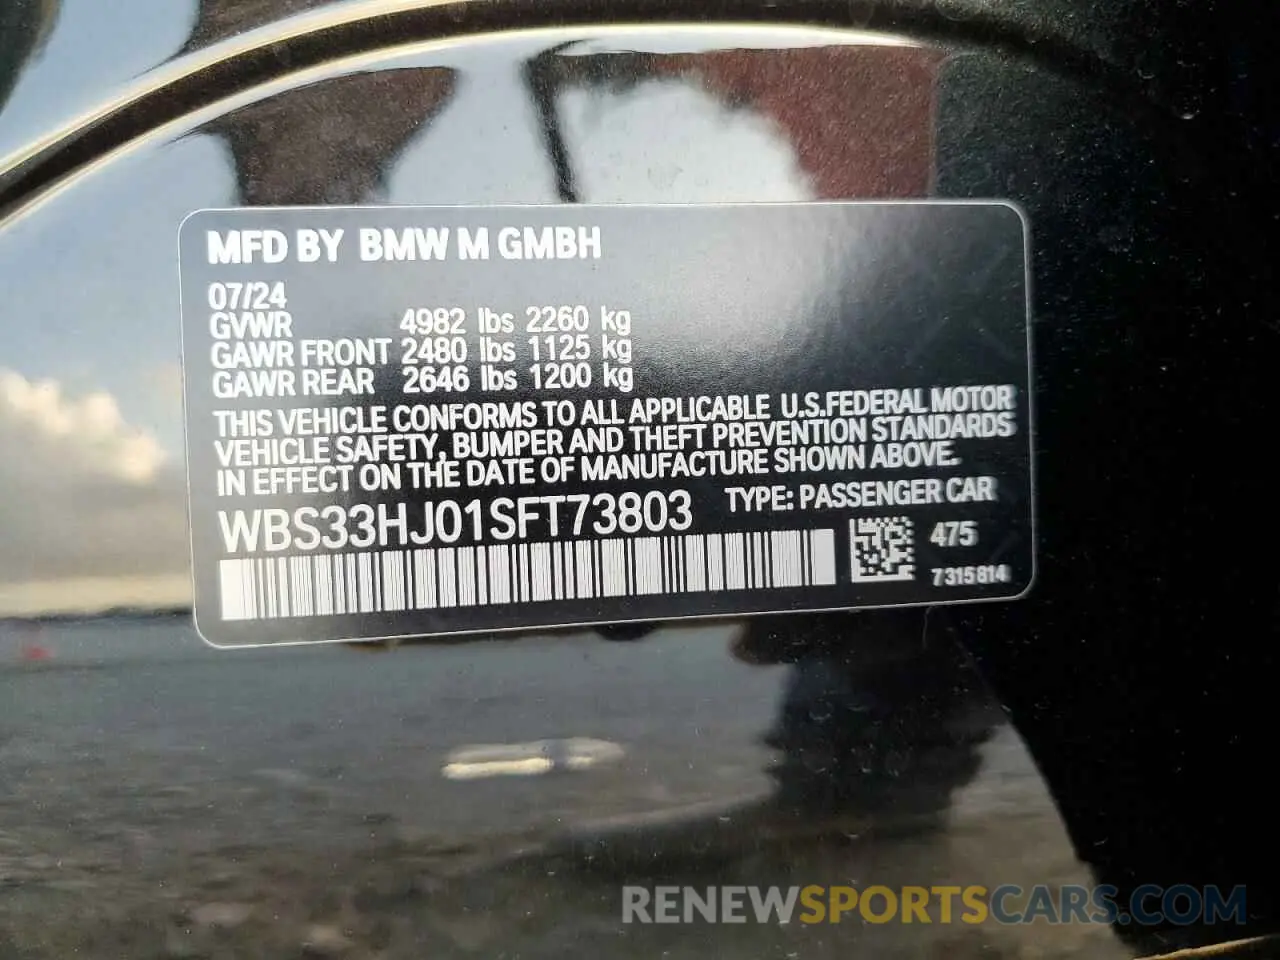 MFD BY BMW M GMBH
07/24
GVWR 4982 lbs 2260 kg
GAWR FRONT 2480 lbs 1125 kg
GAWR REAR 2646 lbs 1200 kg
THIS VEHICLE CONFORMS TO ALL APPLICABLE U.S.FEDERAL MOTOR
VEHICLE SAFETY, BUMPER AND THEFT PREVENTION STANDARDS
IN EFFECT ON THE DATE OF MANUFACTURE SHOWN ABOVE.
WBS33HJ01SFT73803 TYPE: PASSENGER CAR
475
7315814
RENEWSPORTSCARS.COM